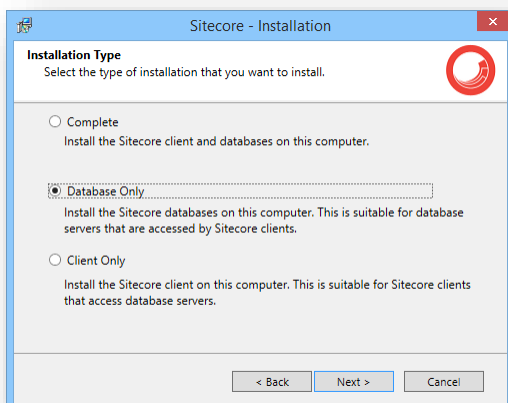 Sitecore - Installation
Installation Type
Select the type of installation that you want to install.
Complete
Install the Sitecore client and databases on this computer.
Database Only
Install the Sitecore databases on this computer. This is suitable for database
servers that are accessed by Sitecore clients.
Client Only
Install the Sitecore client on this computer. This is suitable for Sitecore clients
that access database servers.
< Back
Next >
Cancel